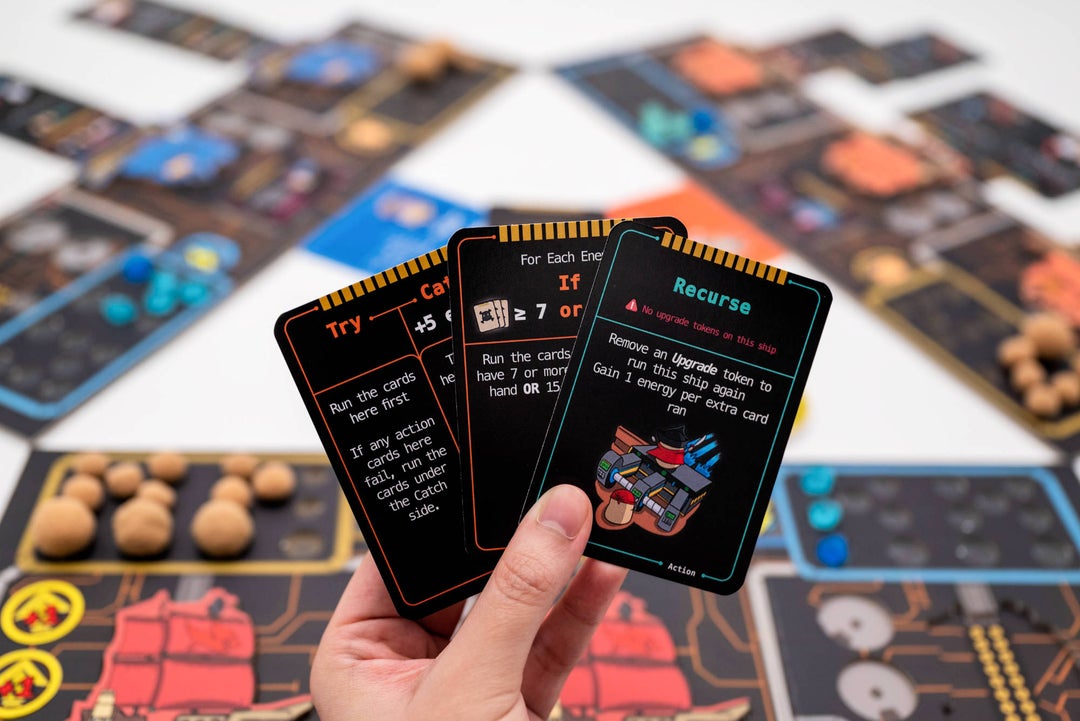 Try
+5
Run the cards
here first
If any action
cards here
fail, run the
cards under
the Catch
side.
For Each
If
≥ 7 or
Run the cards
have 7 or more
hand OR 15
Recurse
No upgrade tokens on this ship
Remove an Upgrade token to
run this ship again
Gain 1 energy per extra card
ran
Action